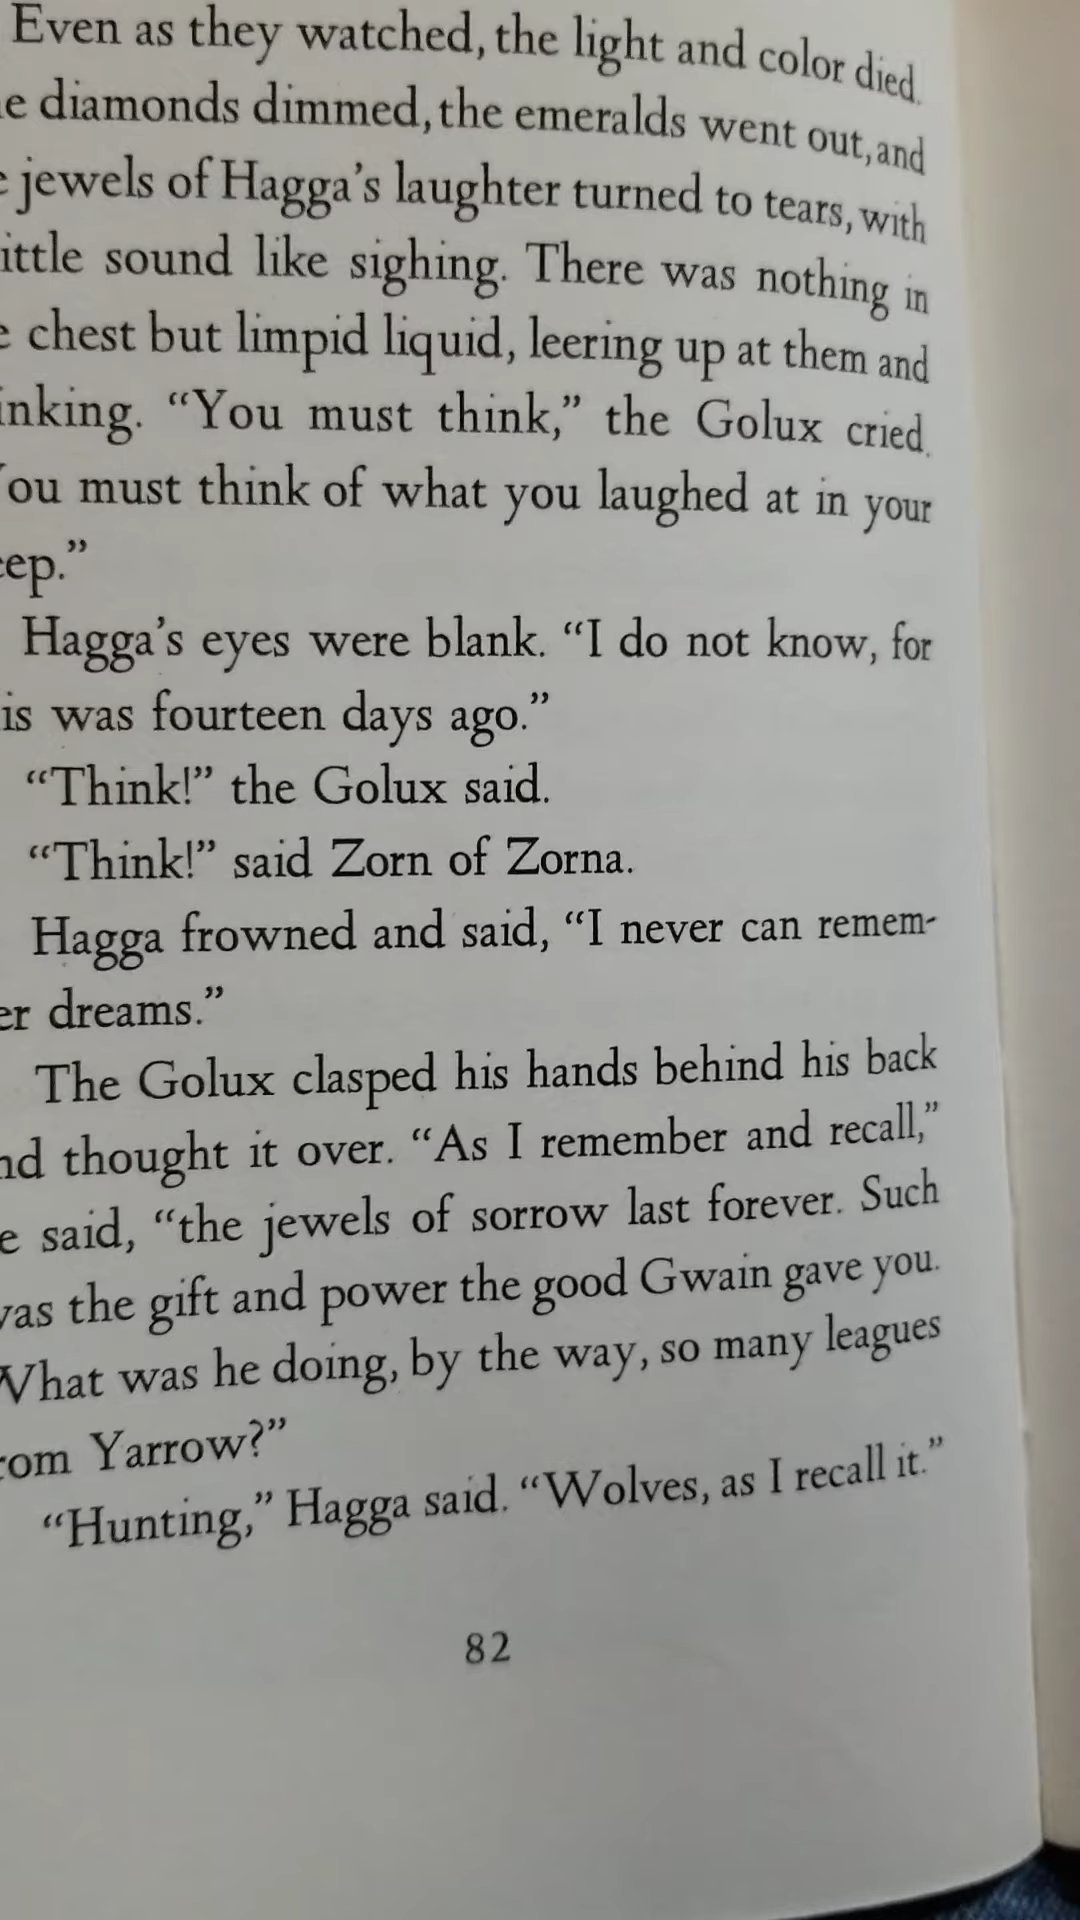 Even as they watched, the light and color died.
e diamonds dimmed, the emeralds went out, and
e jewels of Hagga's laughter turned to tears, with
ittle sound like sighing. There was nothing in
e chest but limpid liquid, leering up at them and
inking. “You must think,” the Golux cried.
You must think of what you laughed at in your
eep.”
Hagga's eyes were blank. “I do not know, for
is was fourteen days ago.”
“Think!” the Golux said.
“Think!” said Zorn of Zorna.
Hagga frowned and said, “I never can remem-
er dreams.”
The Golux clasped his hands behind his back
nd thought it over. “As I remember and recall,”
e said, “the jewels of sorrow last forever. Such
was the gift and power the good Gwain gave you.
What was he doing, by the way, so many leagues
rom Yarrow?”
“Hunting,” Hagga said. “Wolves, as I recall it.”
82